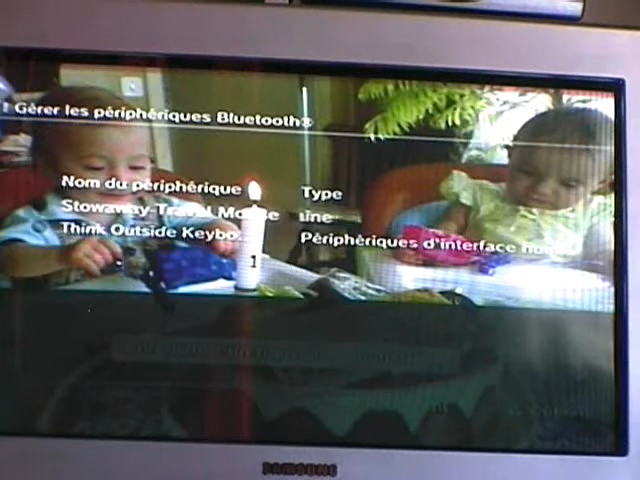 Gérer les périphériques Bluetooth®
Nom du périphérique Type
Stowaway Travel Mouse
Think Outside Keybo...
Périphériques d'interface
1
SAMSUNG